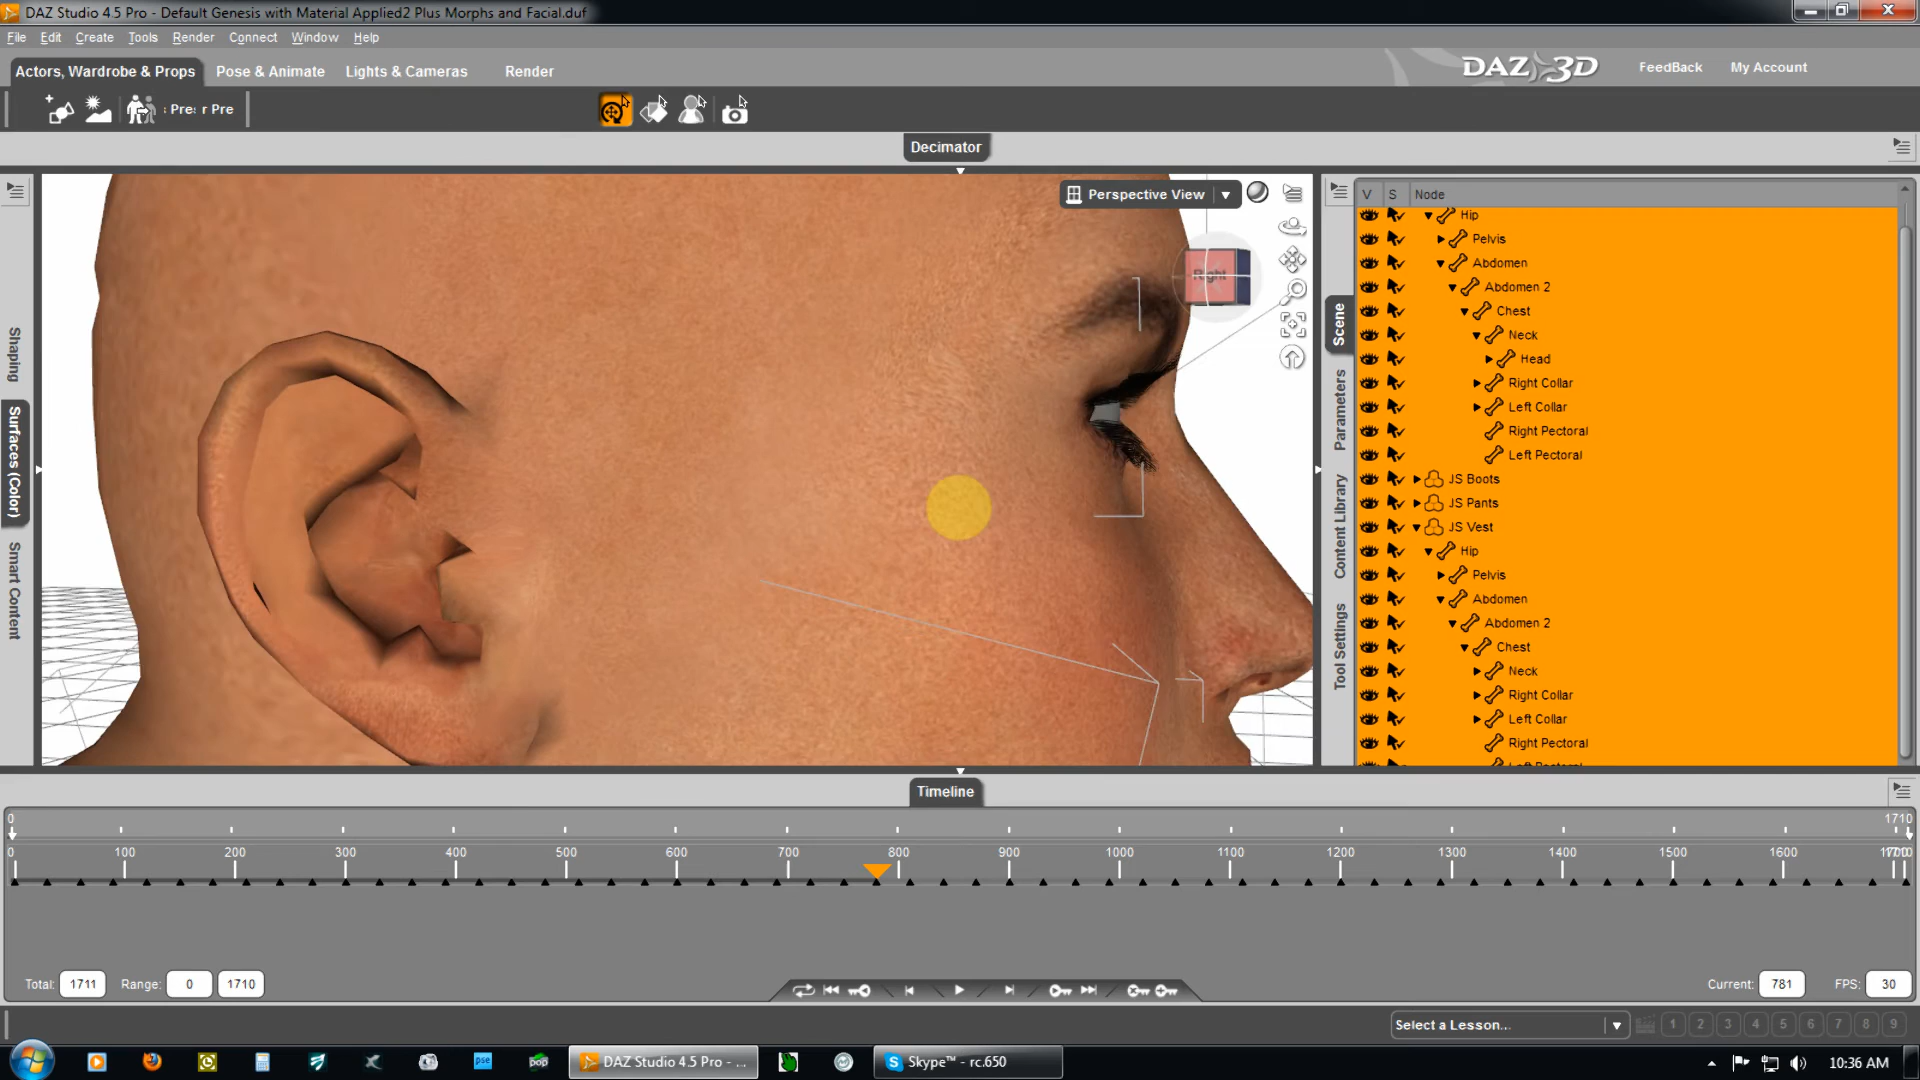 DAZ Studio 4.5 Pro - Default Genesis with Material Applied2 Plus Morphs and Facial.duf
File Edit Create Tools Render Connect Window Help
Actors, Wardrobe & Props Pose & Animate Lights & Cameras Render
DAZ 3D FeedBack My Account
: Pre: r Pre
Decimator
Perspective View
Right
Shaping
Surfaces (Color)
Smart Content
Scene
Parameters
Content Library
Tool Settings
V S Node
Hip
Pelvis
Abdomen
Abdomen 2
Chest
Neck
Head
Right Collar
Left Collar
Right Pectoral
Left Pectoral
JS Boots
JS Pants
JS Vest
Hip
Pelvis
Abdomen
Abdomen 2
Chest
Neck
Right Collar
Left Collar
Right Pectoral
Left Pectoral
Timeline
0 1710
0 100 200 300 400 500 600 700 800 900 1000 1100 1200 1300 1400 1500 1600
Total: 1711 Range: 0 1710 Current: 781 FPS: 30
Select a Lesson... 1 2 3 4 5 6 7 8 9
pse pop DAZ Studio 4.5 Pro - ... Skype™ - rc.650 10:36 AM